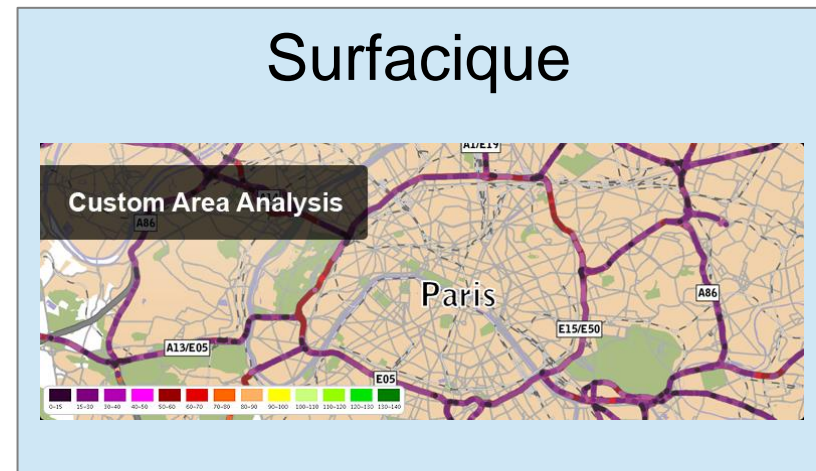 Surfacique
A1/E19
Custom Area Analysis
A14
A86
Paris
A86
E15/E50
A13/E05
E05
0-15 15-30 30-40 40-50 50-60 60-70 70-80 80-90 90-100 100-110 110-120 120-130 130-140